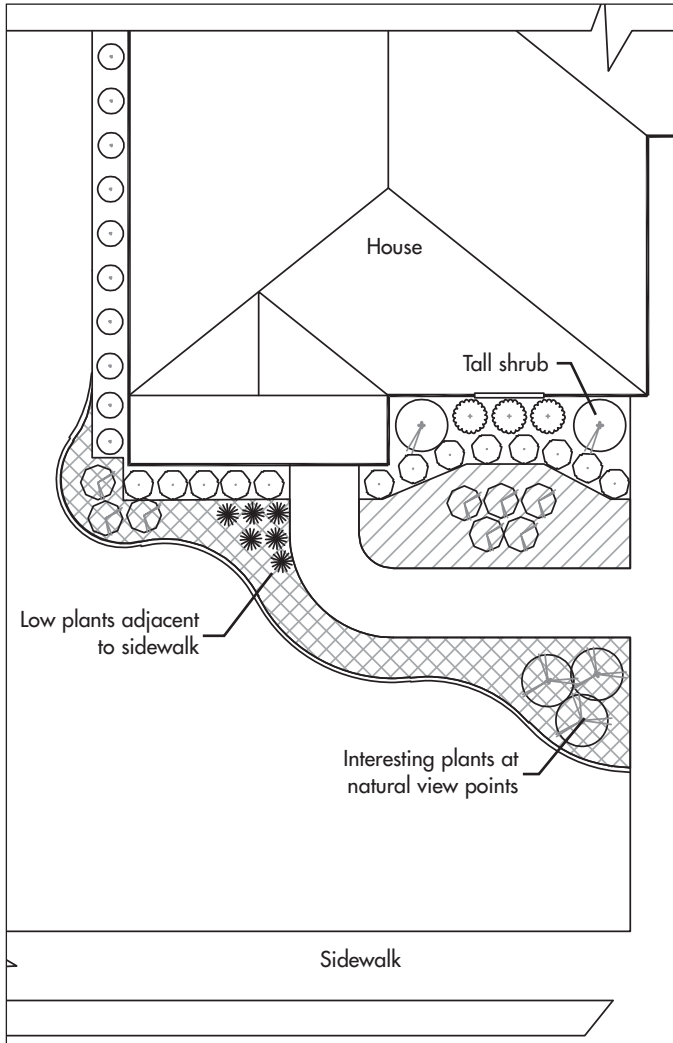 House
Tall shrub
Low plants adjacent
to sidewalk
Interesting plants at
natural view points
Sidewalk